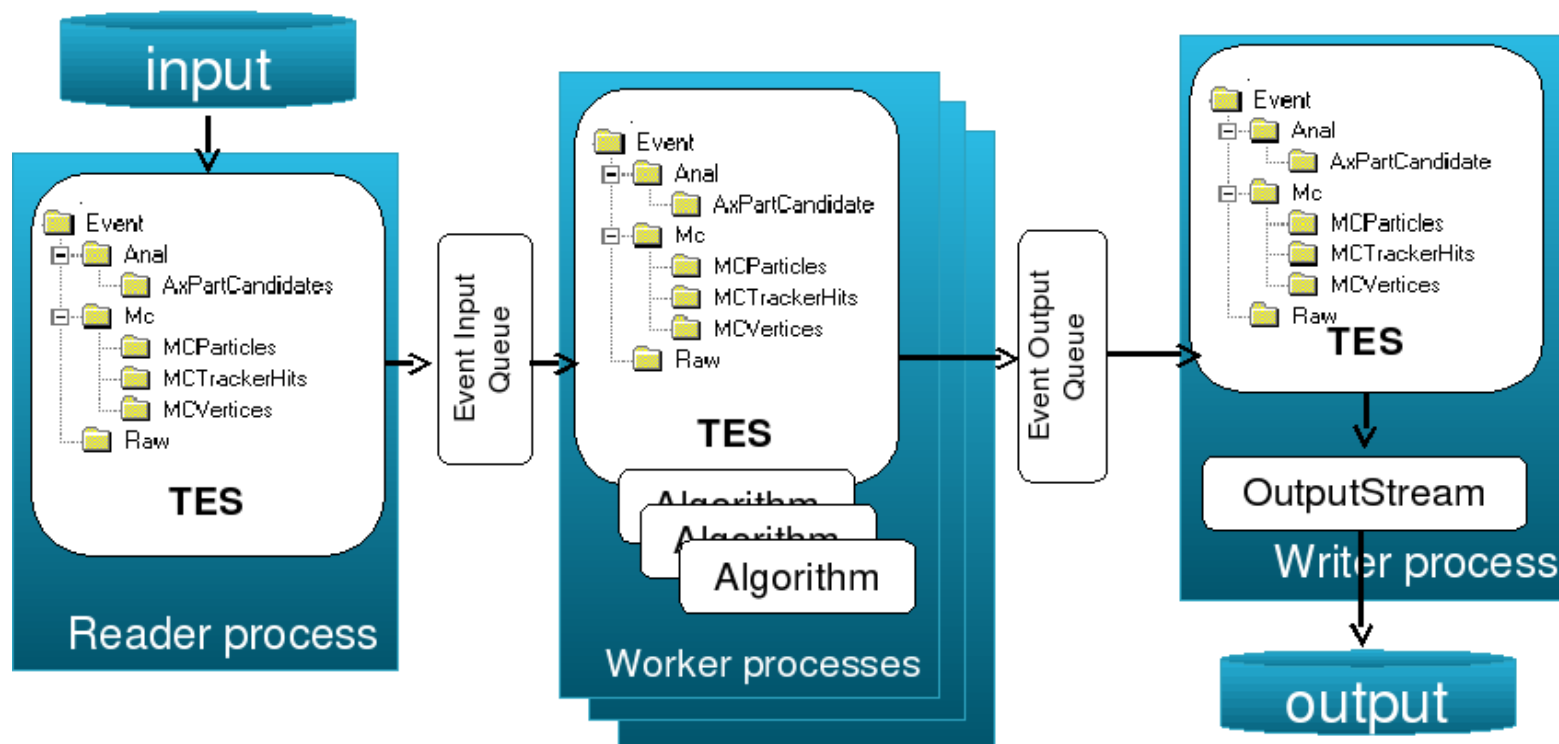 input
Event
Anal
AxPartCandidates
Mc
MCParticles
MCTrackerHits
MCVertices
Raw
TES
Reader process
Event Input
Queue
Event
Anal
AxPartCandidate
Mc
MCParticles
MCTrackerHits
MCVertices
Raw
TES
Algorithm
Algorithm
Algorithm
Worker processes
Event Output
Queue
Event
Anal
AxPartCandidate
Mc
MCParticles
MCTrackerHits
MCVertices
Raw
TES
OutputStream
Writer process
output